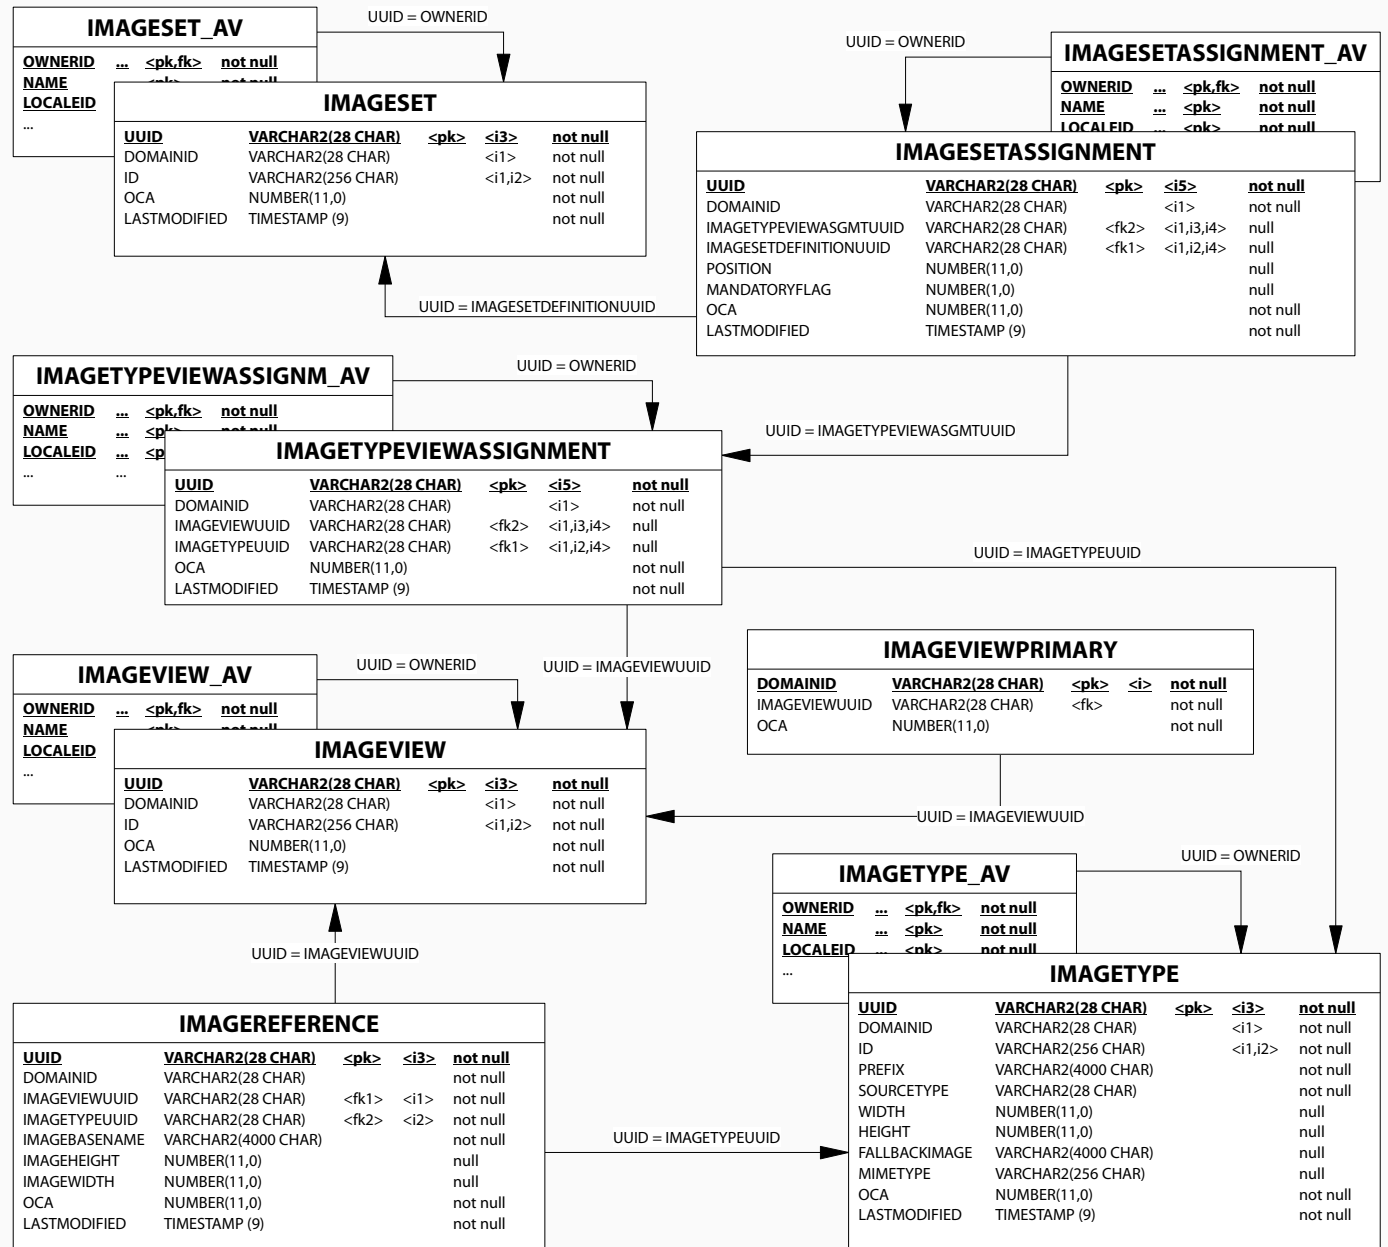 IMAGESET_AV
OWNERID ... <pk,fk> not null
NAME <pk> not null
LOCALEID
...
UUID = OWNERID
IMAGESET
UUID VARCHAR2(28 CHAR) <pk> <i3> not null
DOMAINID VARCHAR2(28 CHAR) <i1> not null
ID VARCHAR2(256 CHAR) <i1,i2> not null
OCA NUMBER(11,0) not null
LASTMODIFIED TIMESTAMP (9) not null
UUID = OWNERID
IMAGESETASSIGNMENT_AV
OWNERID ... <pk,fk> not null
NAME ... <pk> not null
LOCALEID ... <pk> not null
IMAGESETASSIGNMENT
UUID VARCHAR2(28 CHAR) <pk> <i5> not null
DOMAINID VARCHAR2(28 CHAR) <i1> not null
IMAGETYPEVIEWASGMTUUID VARCHAR2(28 CHAR) <fk2> <i1,i3,i4> null
IMAGESETDEFINITIONUUID VARCHAR2(28 CHAR) <fk1> <i1,i2,i4> null
POSITION NUMBER(11,0) null
MANDATORYFLAG NUMBER(1,0) null
OCA NUMBER(11,0) not null
LASTMODIFIED TIMESTAMP (9) not null
UUID = IMAGESETDEFINITIONUUID
IMAGETYPEVIEWASSIGNM_AV
OWNERID ... <pk,fk> not null
NAME ... <pk> not null
LOCALEID ... <p
... ...
UUID = OWNERID
UUID = IMAGETYPEVIEWASGMTUUID
IMAGETYPEVIEWASSIGNMENT
UUID VARCHAR2(28 CHAR) <pk> <i5> not null
DOMAINID VARCHAR2(28 CHAR) <i1> not null
IMAGEVIEWUUID VARCHAR2(28 CHAR) <fk2> <i1,i3,i4> null
IMAGETYPEUUID VARCHAR2(28 CHAR) <fk1> <i1,i2,i4> null
OCA NUMBER(11,0) not null
LASTMODIFIED TIMESTAMP (9) not null
UUID = IMAGETYPEUUID
IMAGEVIEW_AV
OWNERID ... <pk,fk> not null
NAME <pk> not null
LOCALEID
...
UUID = OWNERID
UUID = IMAGEVIEWUUID
IMAGEVIEWPRIMARY
DOMAINID VARCHAR2(28 CHAR) <pk> <i> not null
IMAGEVIEWUUID VARCHAR2(28 CHAR) <fk> not null
OCA NUMBER(11,0) not null
IMAGEVIEW
UUID VARCHAR2(28 CHAR) <pk> <i3> not null
DOMAINID VARCHAR2(28 CHAR) <i1> not null
ID VARCHAR2(256 CHAR) <i1,i2> not null
OCA NUMBER(11,0) not null
LASTMODIFIED TIMESTAMP (9) not null
UUID = IMAGEVIEWUUID
UUID = IMAGEVIEWUUID
IMAGETYPE_AV
OWNERID ... <pk,fk> not null
NAME ... <pk> not null
LOCALEID ... <pk> not null
...
UUID = OWNERID
IMAGETYPE
UUID VARCHAR2(28 CHAR) <pk> <i3> not null
DOMAINID VARCHAR2(28 CHAR) <i1> not null
ID VARCHAR2(256 CHAR) <i1,i2> not null
PREFIX VARCHAR2(4000 CHAR) not null
SOURCETYPE VARCHAR2(28 CHAR) not null
WIDTH NUMBER(11,0) null
HEIGHT NUMBER(11,0) null
FALLBACKIMAGE VARCHAR2(4000 CHAR) null
MIMETYPE VARCHAR2(256 CHAR) null
OCA NUMBER(11,0) not null
LASTMODIFIED TIMESTAMP (9) not null
IMAGEREFERENCE
UUID VARCHAR2(28 CHAR) <pk> <i3> not null
DOMAINID VARCHAR2(28 CHAR) not null
IMAGEVIEWUUID VARCHAR2(28 CHAR) <fk1> <i1> not null
IMAGETYPEUUID VARCHAR2(28 CHAR) <fk2> <i2> not null
IMAGEBASENAME VARCHAR2(4000 CHAR) not null
IMAGEHEIGHT NUMBER(11,0) null
IMAGEWIDTH NUMBER(11,0) null
OCA NUMBER(11,0) not null
LASTMODIFIED TIMESTAMP (9) not null
UUID = IMAGETYPEUUID